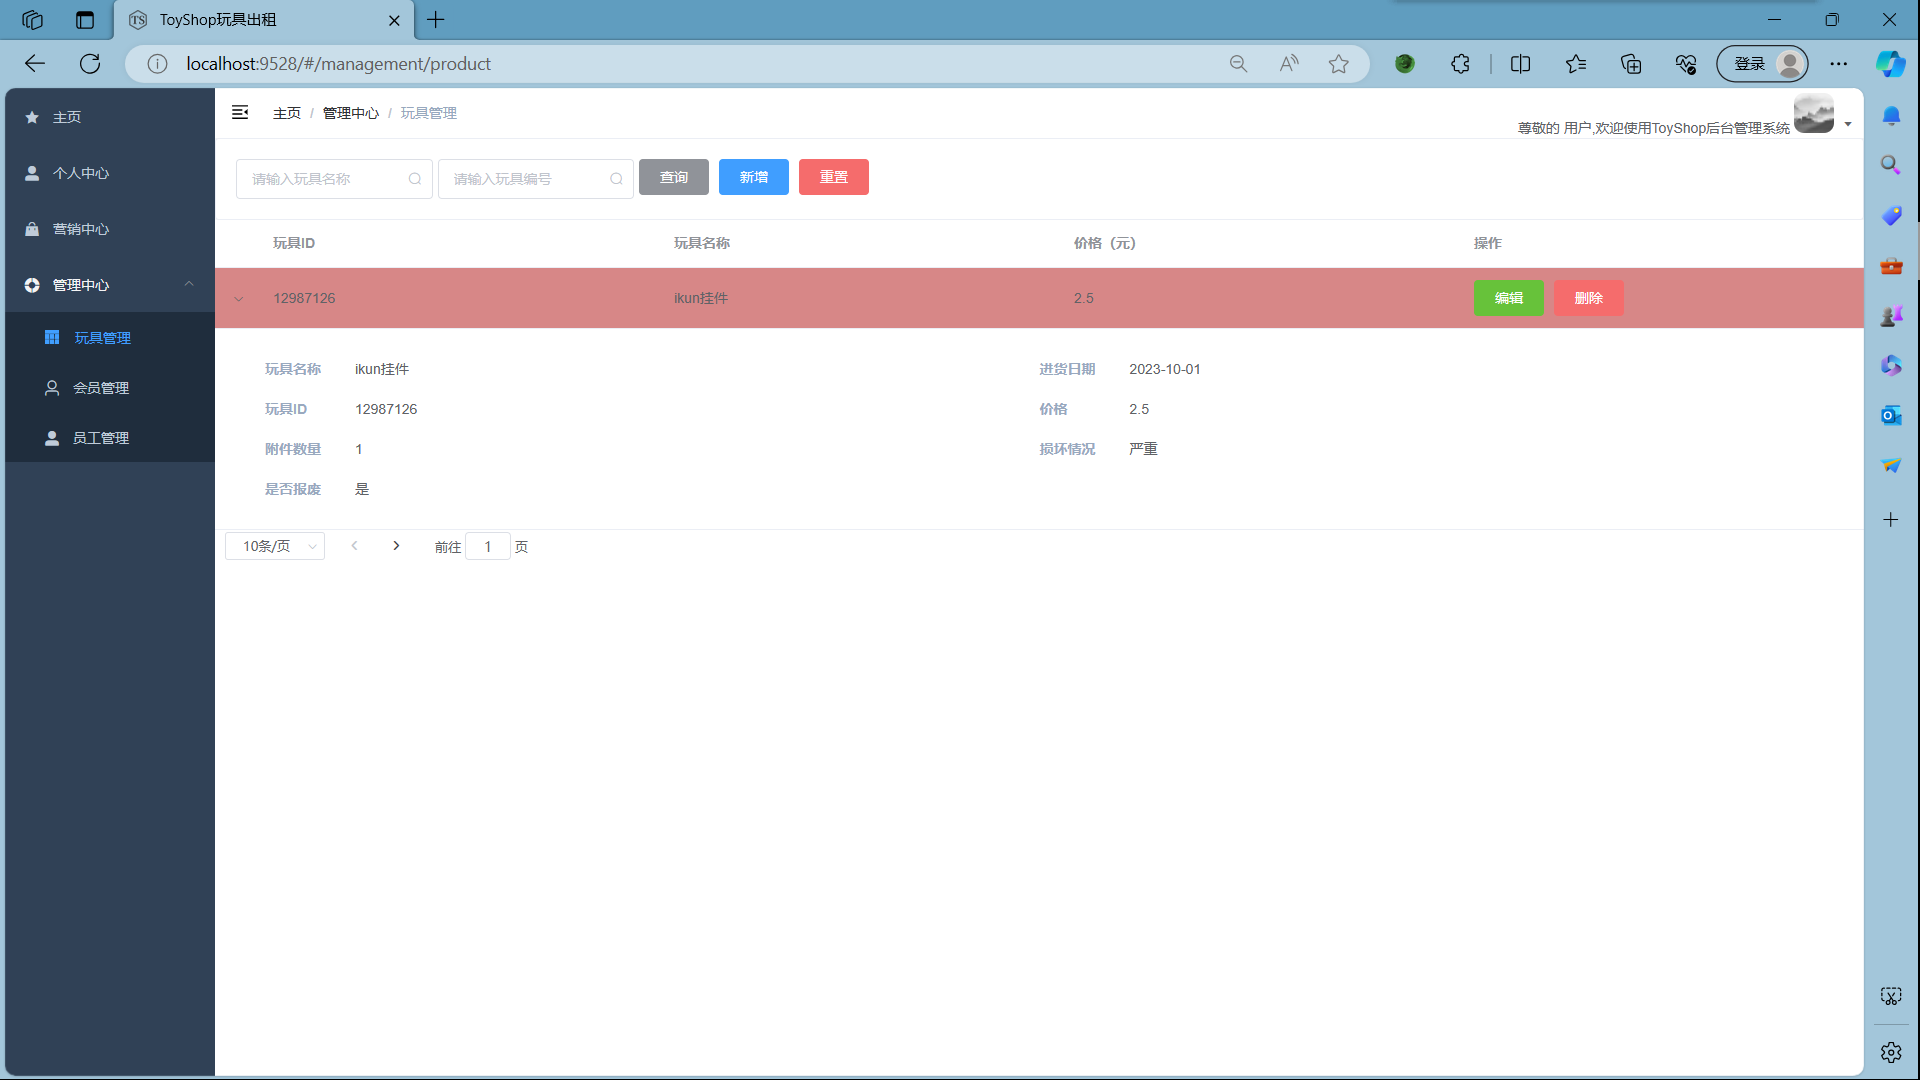 ToyShop玩具出租
localhost:9528/#/management/product
登录
主页
个人中心
营销中心
管理中心
玩具管理
会员管理
员工管理
主页 / 管理中心 / 玩具管理
尊敬的 用户,欢迎使用ToyShop后台管理系统
请输入玩具名称 请输入玩具编号 查询 新增 重置
玩具ID 玩具名称 价格（元） 操作
12987126 ikun挂件 2.5 编辑 删除
玩具名称 ikun挂件 进货日期 2023-10-01
玩具ID 12987126 价格 2.5
附件数量 1 损坏情况 严重
是否报废 是
10条/页 前往 1 页